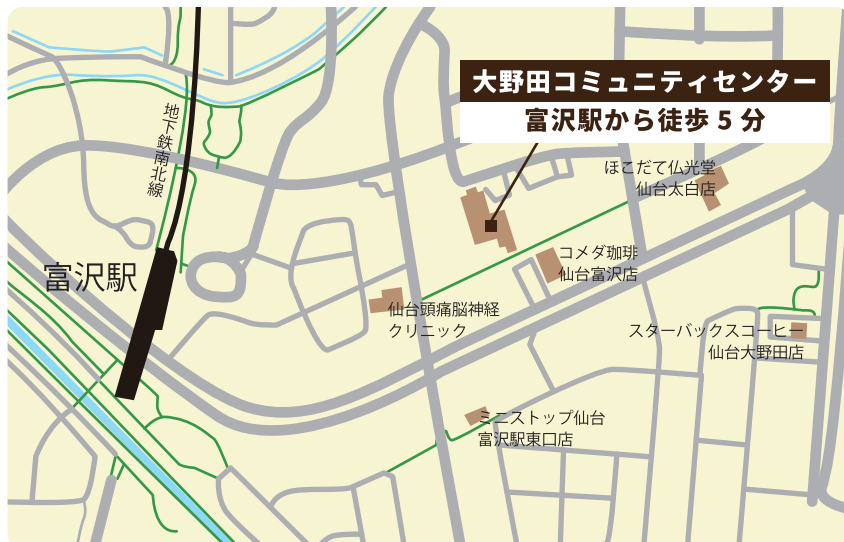 大野田コミュニティセンター
富沢駅から徒歩 5 分
地下鉄南北線
ほこだて仏光堂
仙台太白店
富沢駅
コメダ珈琲
仙台富沢店
仙台頭痛脳神経
クリニック
スターバックスコーヒー
仙台大野田店
ミニストップ仙台
富沢駅東口店